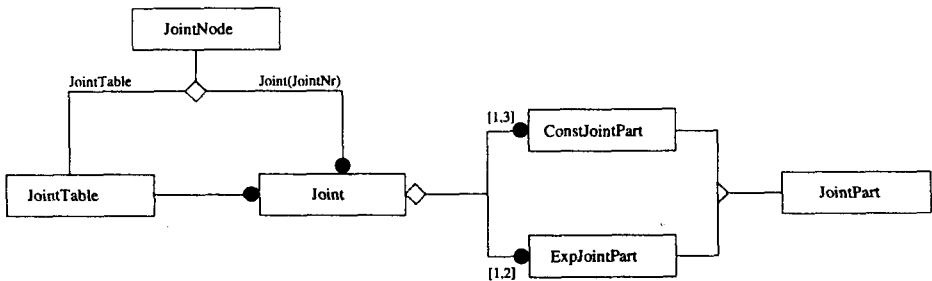 JointNode
JointTable
Joint(JointNr)
[1,3]
ConstJointPart
JointTable
Joint
JointPart
ExpJointPart
[1,2]